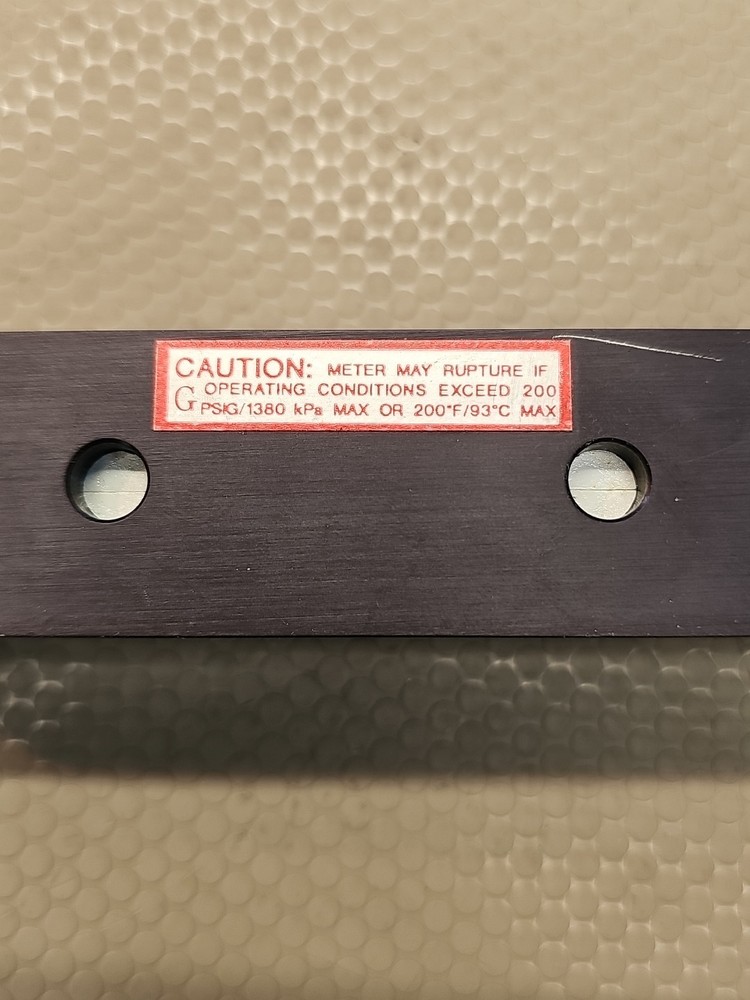 CAUTION: METER MAY RUPTURE IF
G OPERATING CONDITIONS EXCEED 200
PSIG/1380 kPa MAX OR 200°F/93°C MAX